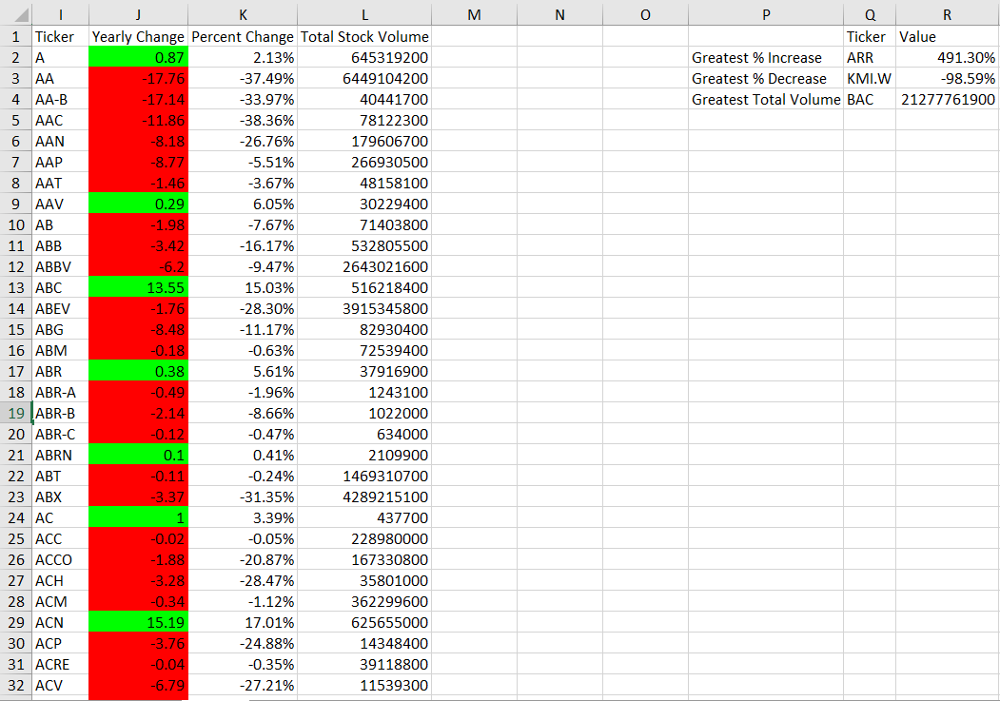 I J K L M N O P Q R
1 Ticker Yearly Change Percent Change Total Stock Volume Ticker Value
2 A 0.87 2.13% 645319200 Greatest % Increase ARR 491.30%
3 AA -17.76 -37.49% 6449104200 Greatest % Decrease KMI.W -98.59%
4 AA-B -17.14 -33.97% 40441700 Greatest Total Volume BAC 21277761900
5 AAC -11.86 -38.36% 78122300
6 AAN -8.18 -26.76% 179606700
7 AAP -8.77 -5.51% 266930500
8 AAT -1.46 -3.67% 48158100
9 AAV 0.29 6.05% 30229400
10 AB -1.98 -7.67% 71403800
11 ABB -3.42 -16.17% 532805500
12 ABBV -6.2 -9.47% 2643021600
13 ABC 13.55 15.03% 516218400
14 ABEV -1.76 -28.30% 3915345800
15 ABG -8.48 -11.17% 82930400
16 ABM -0.18 -0.63% 72539400
17 ABR 0.38 5.61% 37916900
18 ABR-A -0.49 -1.96% 1243100
19 ABR-B -2.14 -8.66% 1022000
20 ABR-C -0.12 -0.47% 634000
21 ABRN 0.1 0.41% 2109900
22 ABT -0.11 -0.24% 1469310700
23 ABX -3.37 -31.35% 4289215100
24 AC 1 3.39% 437700
25 ACC -0.02 -0.05% 228980000
26 ACCO -1.88 -20.87% 167330800
27 ACH -3.28 -28.47% 35801000
28 ACM -0.34 -1.12% 362299600
29 ACN 15.19 17.01% 625655000
30 ACP -3.76 -24.88% 14348400
31 ACRE -0.04 -0.35% 39118800
32 ACV -6.79 -27.21% 11539300